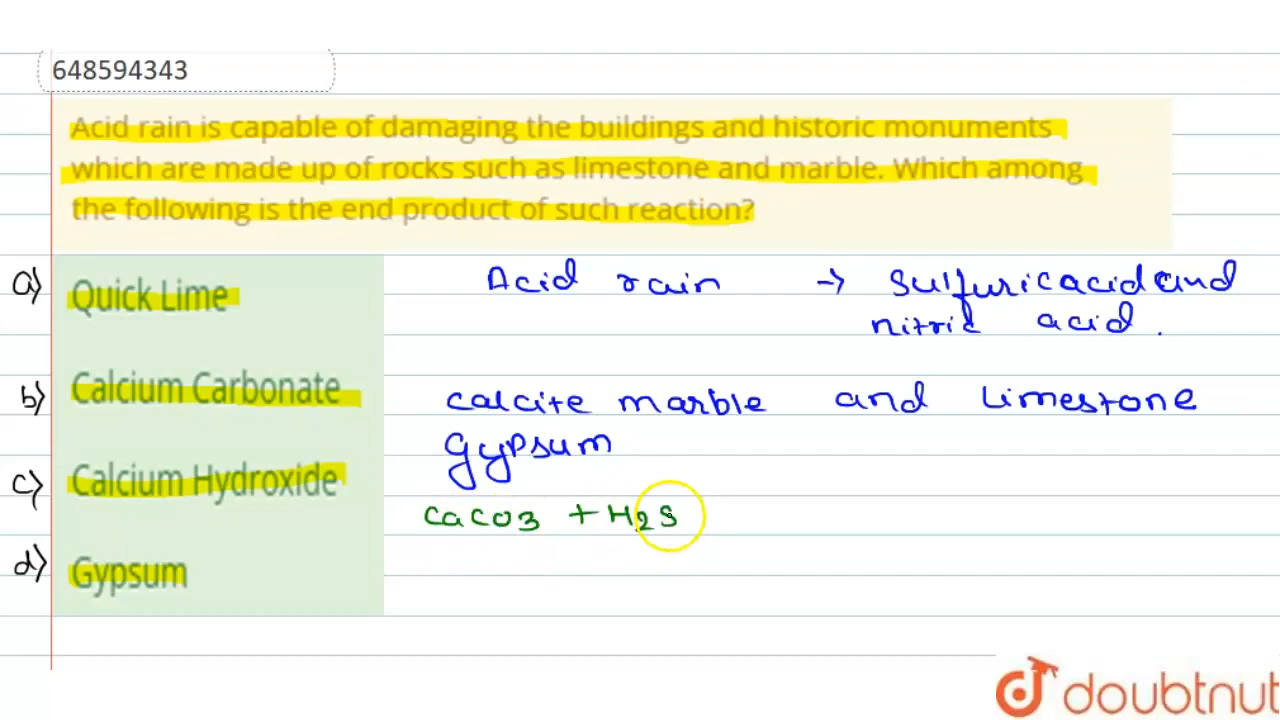 648594343
Acid rain is capable of damaging the buildings and historic monuments
which are made up of rocks such as limestone and marble. Which among
the following is the end product of such reaction?
a) Quick Lime
Acid rain → Sulfuric acid and
nitric acid.
b) Calcium Carbonate
calcite marble and Limestone
Gypsum
c) Calcium Hydroxide
CaCO3 + H2S
d) Gypsum
doubtnut